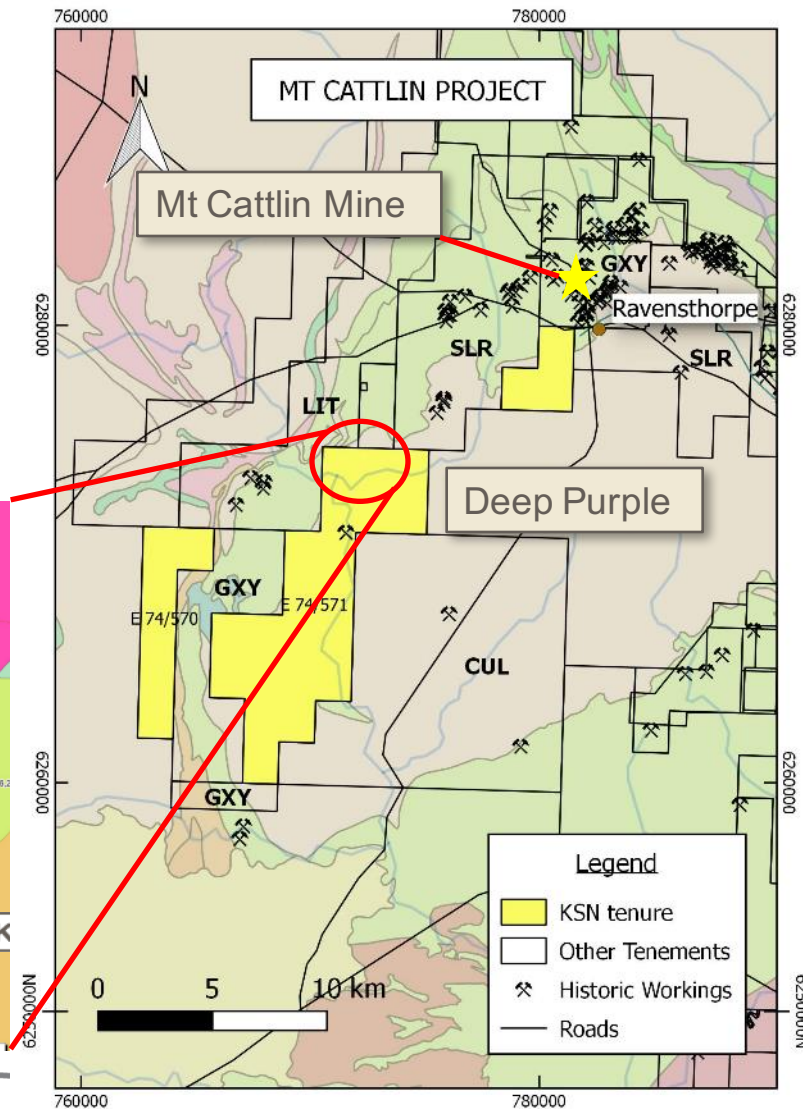 760000
780000
N
MT CATTLIN PROJECT
Mt Cattlin Mine
GXY
Ravensthorpe
6280000
6280000
SLR
SLR
LIT
Deep Purple
GXY
E 74/570
E 74/571
CUL
6260000
6260000
GXY
Legend
KSN tenure
Other Tenements
Historic Workings
Roads
0 5 10 km
6250000N
6250000N
760000
780000